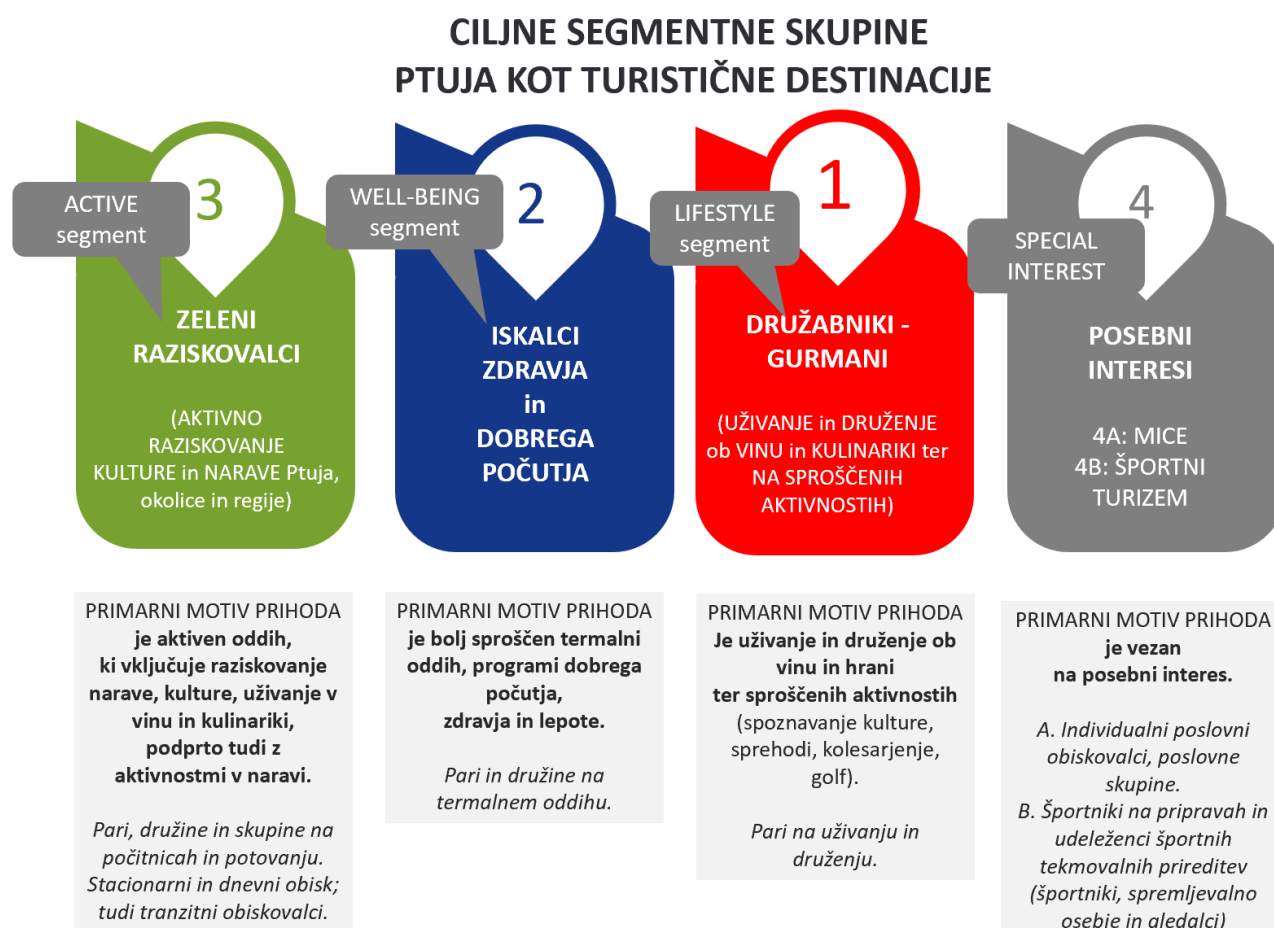 CILJNE SEGMENTNE SKUPINE
PTUJA KOT TURISTIČNE DESTINACIJE
3
ACTIVE
segment
ZELENI
RAZISKOVALCI
(AKTIVNO
RAZISKOVANJE
KULTURE in NARAVE Ptuja,
okolice in regije)
PRIMARNI MOTIV PRIHODA
je aktiven oddih,
ki vključuje raziskovanje
narave, kulture, uživanje v
vinu in kulinariki,
podprto tudi z
aktivnostmi v naravi.
Pari, družine in skupine na
počitnicah in potovanju.
Stacionarni in dnevni obisk;
tudi tranzitni obiskovalci.
2
WELL-BEING
segment
ISKALCI
ZDRAVJA
in
DOBREGA
POČUTJA
PRIMARNI MOTIV PRIHODA
je bolj sproščen termalni
oddih, programi dobrega
počutja,
zdravja in lepote.
Pari in družine na
termalnem oddihu.
1
LIFESTYLE
segment
DRUŽABNIKI -
GURMANI
(UŽIVANJE in DRUŽENJE
ob VINU in KULINARIKI ter
NA SPROŠČENIH
AKTIVNOSTIH)
PRIMARNI MOTIV PRIHODA
Je uživanje in druženje ob
vinu in hrani
ter sproščenih aktivnostih
(spoznavanje kulture,
sprehodi, kolesarjenje,
golf).
Pari na uživanju in
druženju.
4
SPECIAL
INTEREST
POSEBNI
INTERESI
4A: MICE
4B: ŠPORTNI
TURIZEM
PRIMARNI MOTIV PRIHODA
je vezan
na posebni interes.
A. Individualni poslovni
obiskovalci, poslovne
skupine.
B. Športniki na pripravah in
udeleženci športnih
tekmovalnih prireditev
(športniki, spremljevalno
osebje in gledalci)